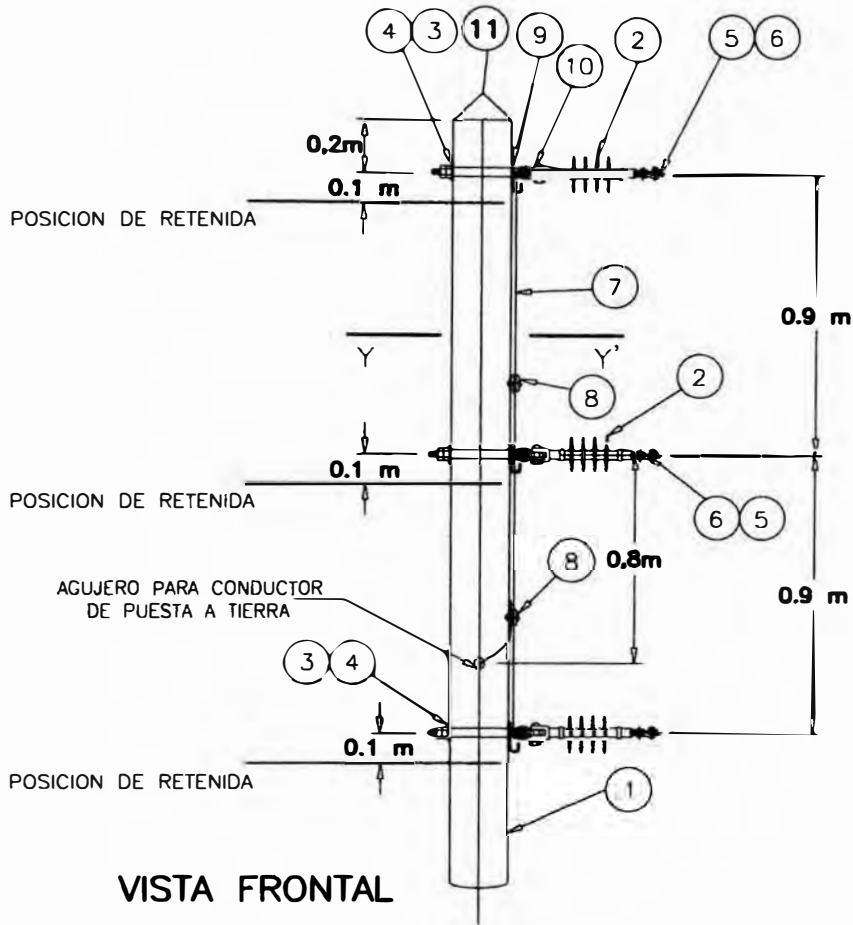 4 3 11 9 2 5 6
10
0,2m
0.1 m
POSICION DE RETENIDA
7
0.9 m
Y Y'
8
2
0.1 m
POSICION DE RETENIDA
6 5
8
0,8m
AGUJERO PARA CONDUCTOR
DE PUESTA A TIERRA
0.9 m
3 4
0.1 m
POSICION DE RETENIDA
1
VISTA FRONTAL